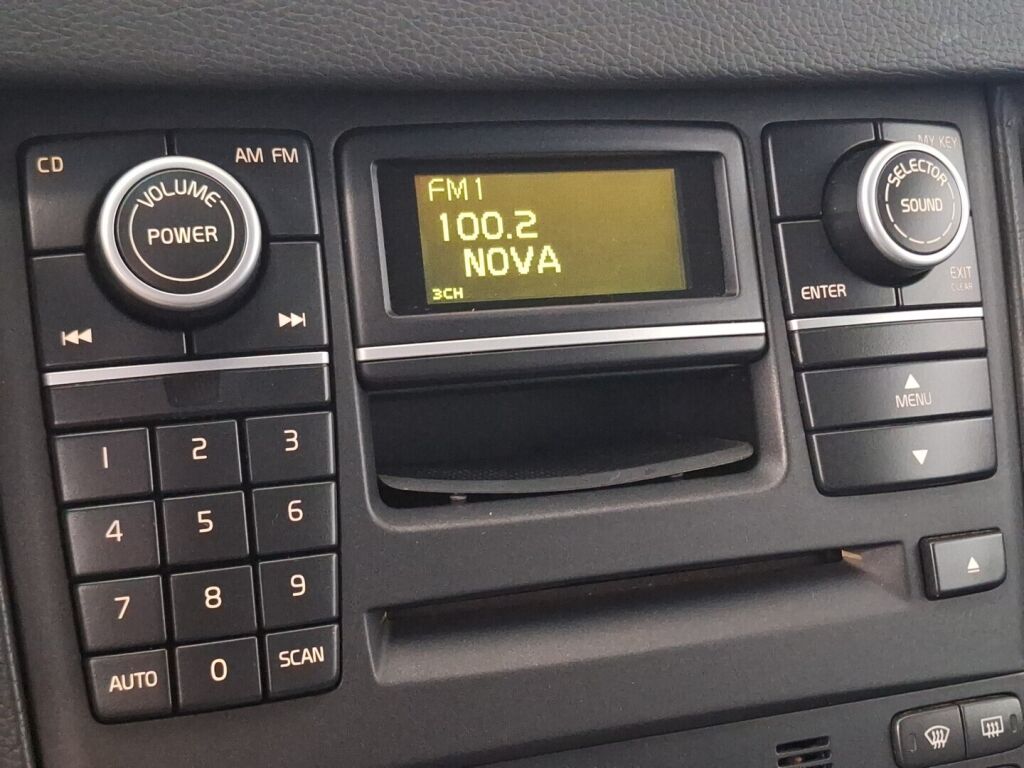 CD
AM FM
VOLUME
POWER
FM1
100.2
NOVA
3CH
MY KEY
SELECTOR
SOUND
ENTER
EXIT
CLEAR
MENU
1
2
3
4
5
6
7
8
9
AUTO
0
SCAN